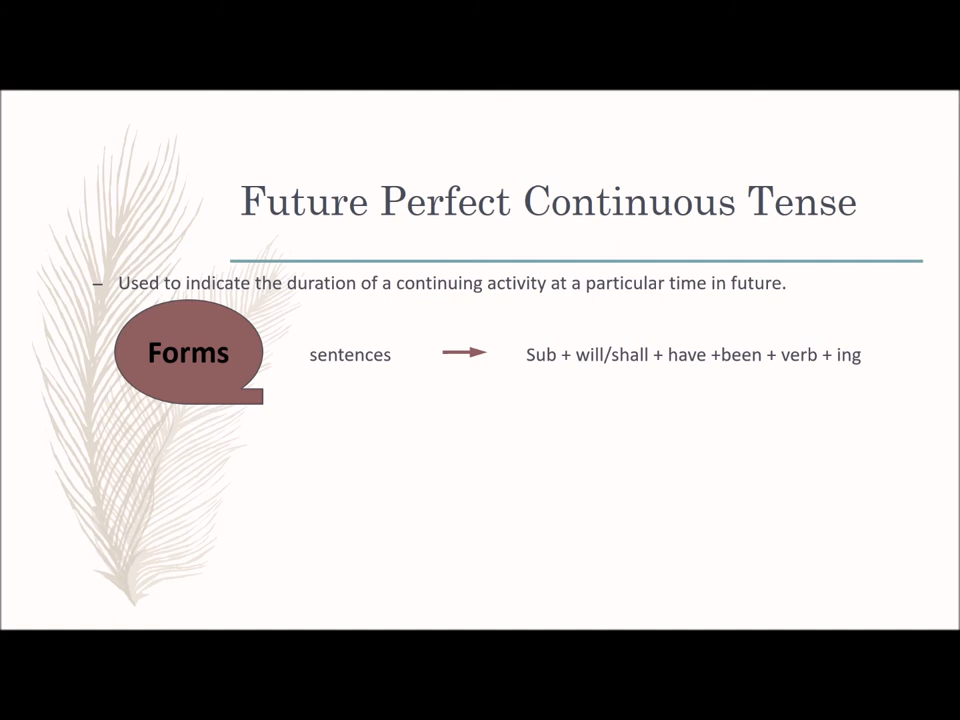 Future Perfect Continuous Tense
– Used to indicate the duration of a continuing activity at a particular time in future.
Forms sentences Sub + will/shall + have +been + verb + ing